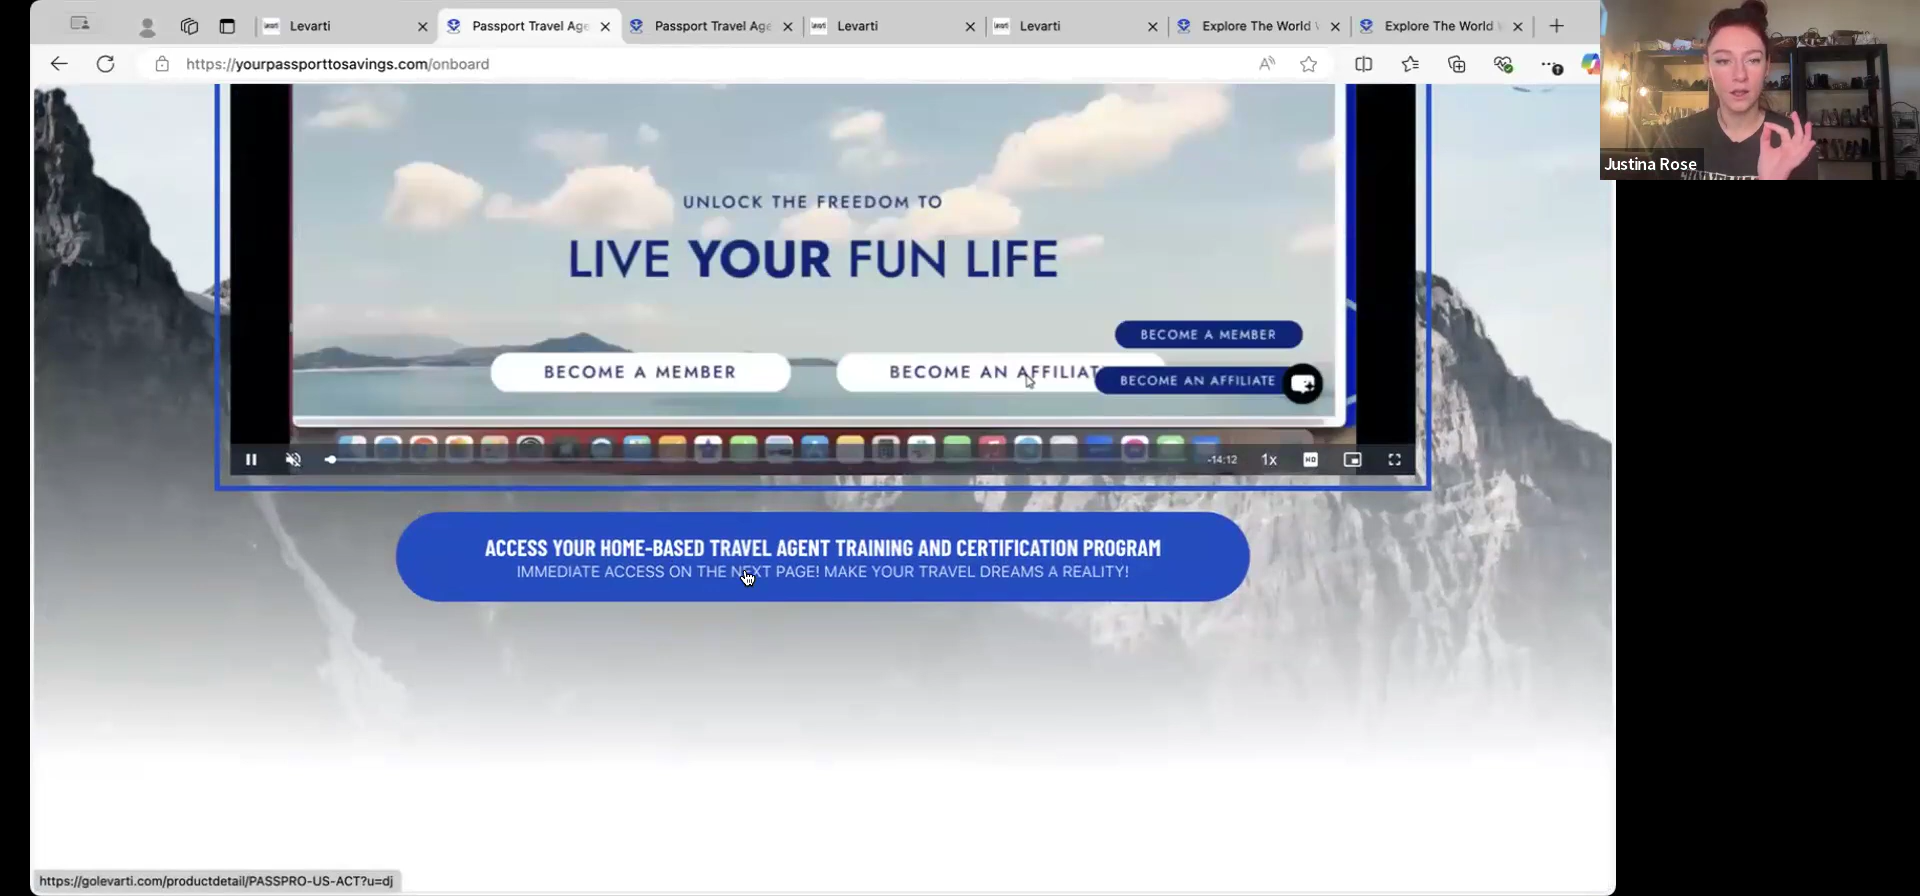 Levarti
Passport Travel Age
Passport Travel Age
Levarti
Levarti
Explore The World
Explore The World
https://yourpassporttosavings.com/onboard
Justina Rose
UNLOCK THE FREEDOM TO
LIVE YOUR FUN LIFE
BECOME A MEMBER
BECOME A MEMBER
BECOME AN AFFILIAT
BECOME AN AFFILIATE
-14:12
1x
HD
ACCESS YOUR HOME-BASED TRAVEL AGENT TRAINING AND CERTIFICATION PROGRAM
IMMEDIATE ACCESS ON THE NEXT PAGE! MAKE YOUR TRAVEL DREAMS A REALITY!
https://golevarti.com/productdetail/PASSPRO-US-ACT?u=dj